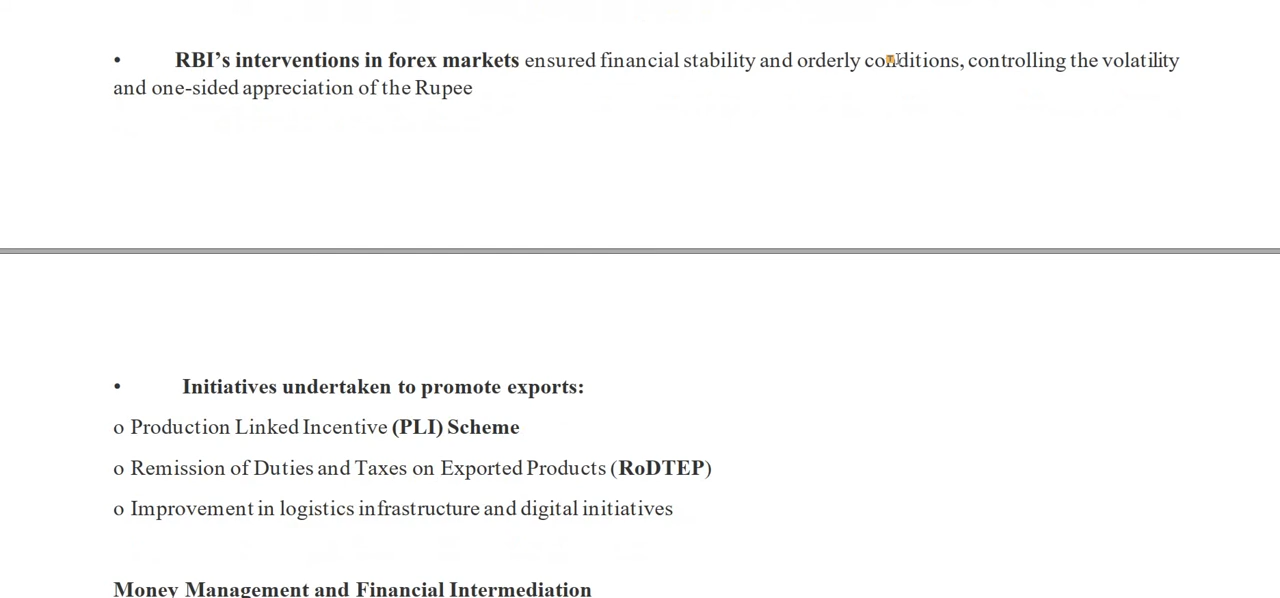 • RBI’s interventions in forex markets ensured financial stability and orderly conditions, controlling the volatility
and one-sided appreciation of the Rupee
• Initiatives undertaken to promote exports:
o Production Linked Incentive (PLI) Scheme
o Remission of Duties and Taxes on Exported Products (RoDTEP)
o Improvement in logistics infrastructure and digital initiatives
Money Management and Financial Intermediation